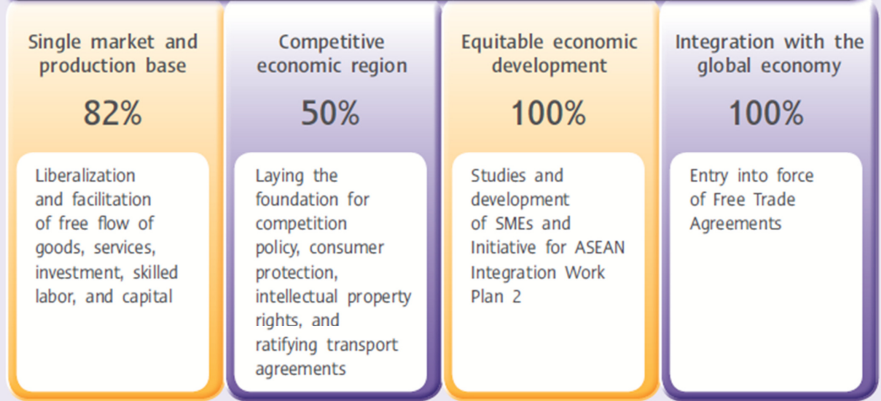 Single market and
production base
82%
Liberalization
and facilitation
of free flow of
goods, services,
investment, skilled
labor, and capital
Competitive
economic region
50%
Laying the
foundation for
competition
policy, consumer
protection,
intellectual property
rights, and
ratifying transport
agreements
Equitable economic
development
100%
Studies and
development
of SMEs and
Initiative for ASEAN
Integration Work
Plan 2
Integration with the
global economy
100%
Entry into force
of Free Trade
Agreements